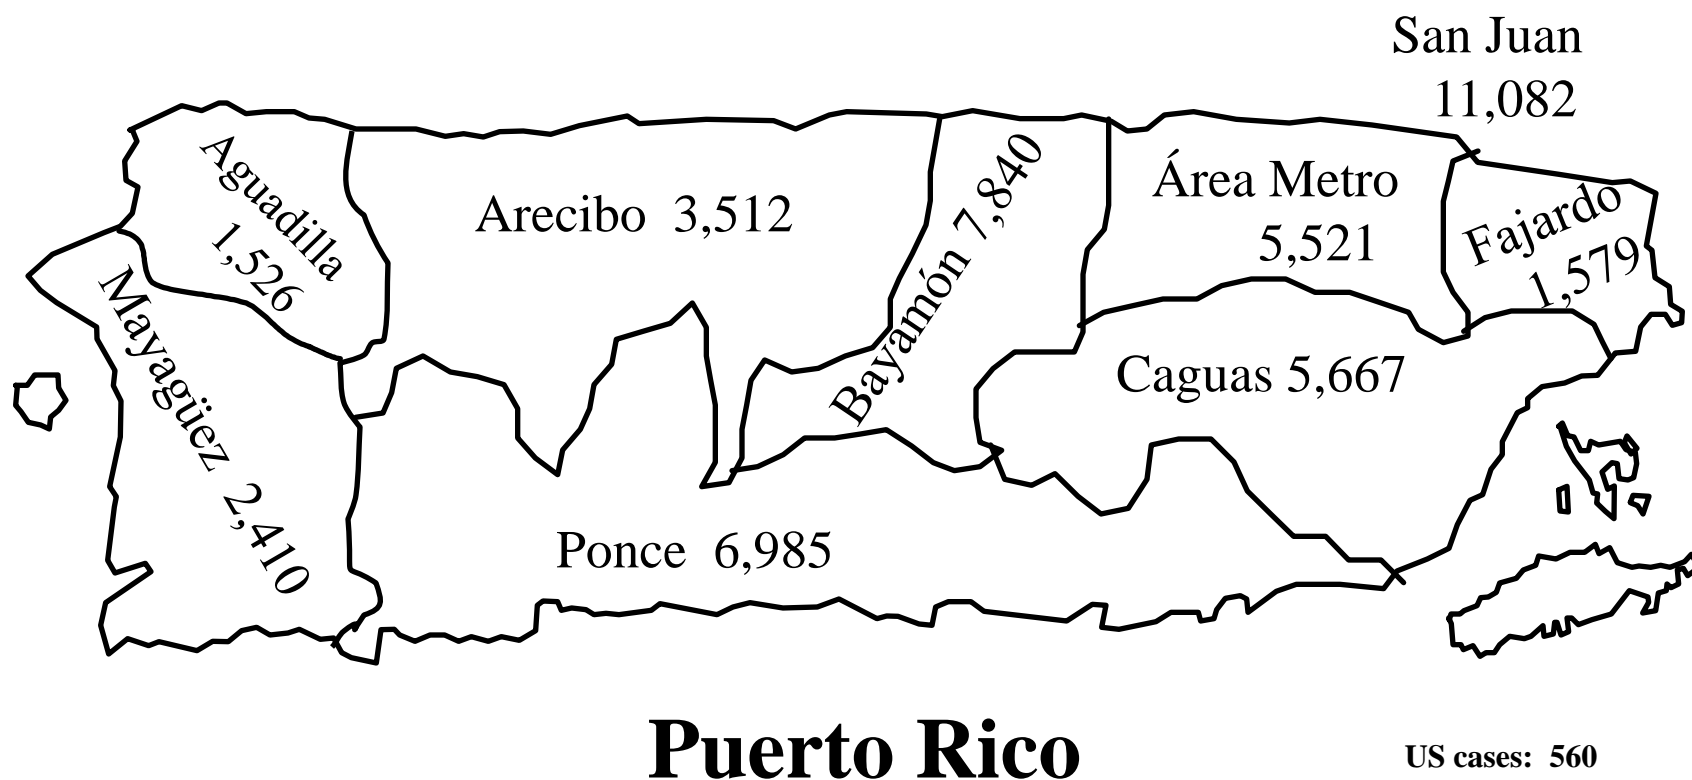 San Juan
11,082
Aguadilla
1,526
Arecibo 3,512
Bayamón 7,840
Área Metro
5,521
Fajardo
1,579
Mayagüez 2,410
Caguas 5,667
Ponce 6,985
Puerto Rico
US cases: 560